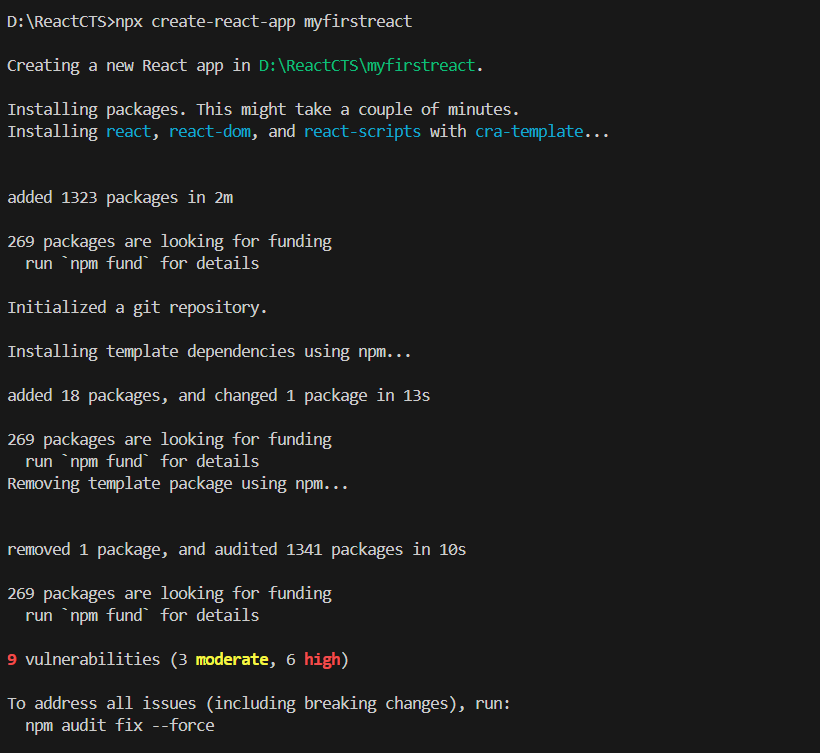 D:\ReactCTS>npx create-react-app myfirstreact
Creating a new React app in D:\ReactCTS\myfirstreact.
Installing packages. This might take a couple of minutes.
Installing react, react-dom, and react-scripts with cra-template...
added 1323 packages in 2m
269 packages are looking for funding
  run `npm fund` for details
Initialized a git repository.
Installing template dependencies using npm...
added 18 packages, and changed 1 package in 13s
269 packages are looking for funding
  run `npm fund` for details
Removing template package using npm...
removed 1 package, and audited 1341 packages in 10s
269 packages are looking for funding
  run `npm fund` for details
9 vulnerabilities (3 moderate, 6 high)
To address all issues (including breaking changes), run:
  npm audit fix --force